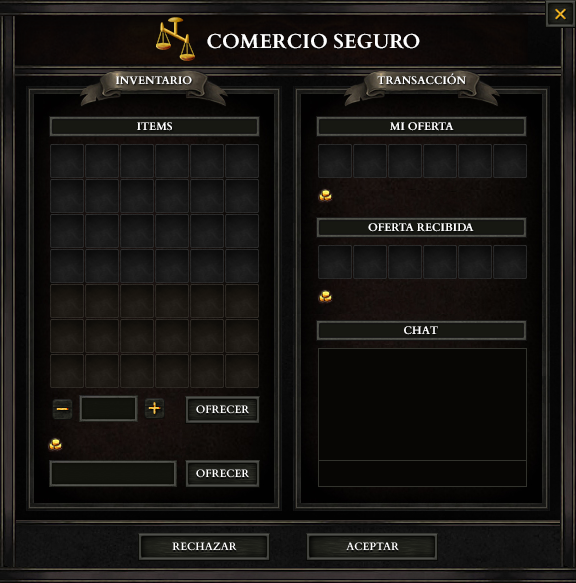 COMERCIO SEGURO
INVENTARIO
ITEMS
OFRECER
OFRECER
TRANSACCIÓN
MI OFERTA
OFERTA RECIBIDA
CHAT
RECHAZAR
ACEPTAR